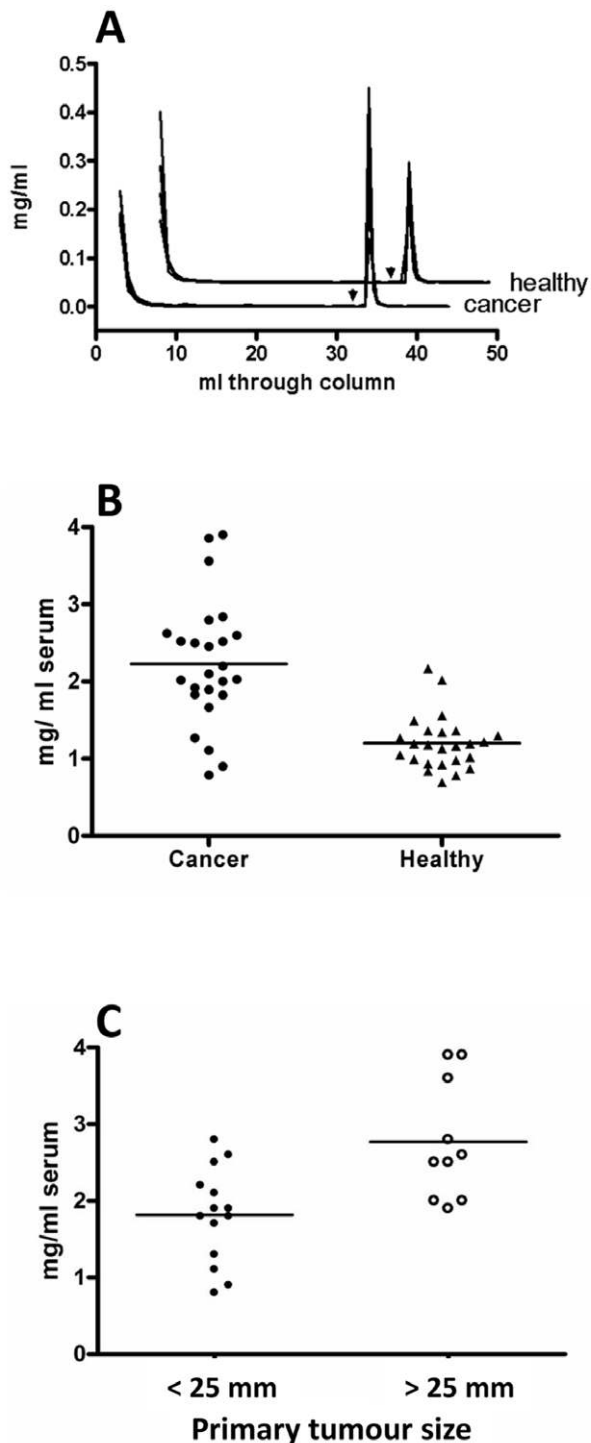 A
0.5
0.4
0.3
0.2
0.1
0.0
mg/ml
healthy
cancer
0 10 20 30 40 50
ml through column
B
4
3
2
1
0
mg/ ml serum
Cancer Healthy
C
4
3
2
1
0
mg/ml serum
< 25 mm > 25 mm
Primary tumour size